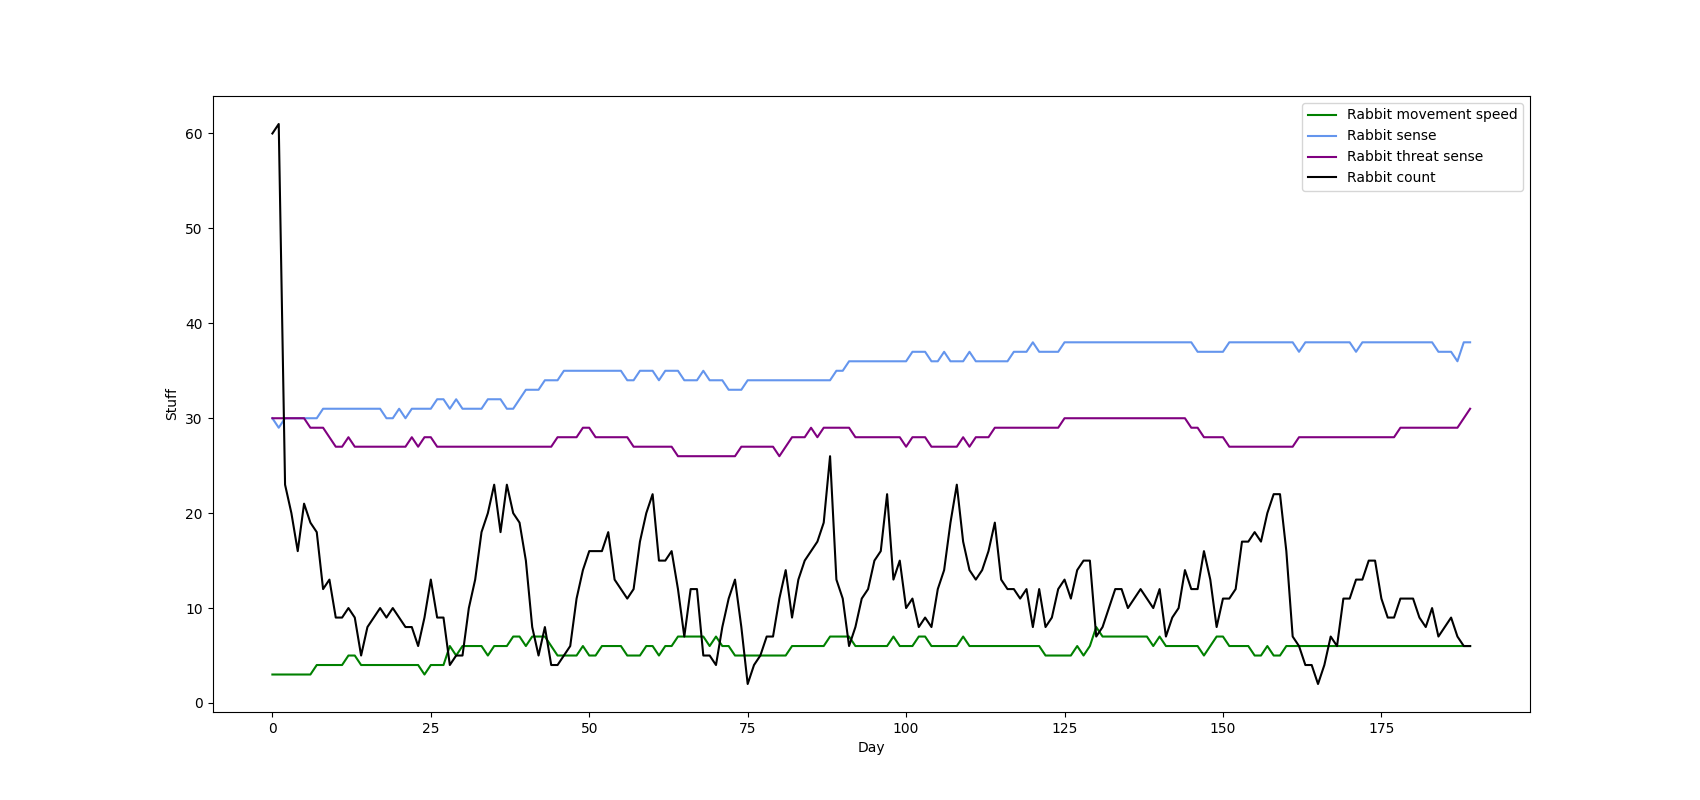 Rabbit movement speed
Rabbit sense
Rabbit threat sense
Rabbit count
60
50
40
30
20
10
0
Stuff
0 25 50 75 100 125 150 175
Day